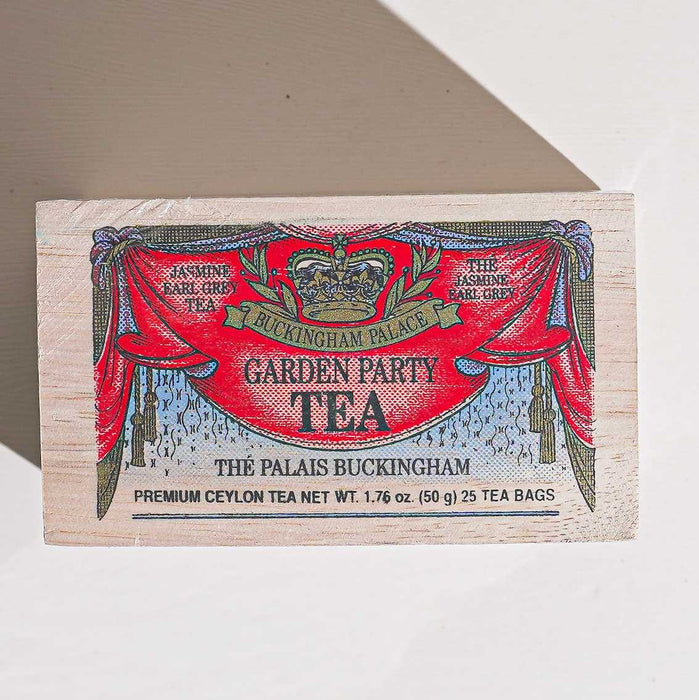 JASMINE
EARL GREY
TEA
THÉ
JASMINE
EARL GREY
BUCKINGHAM PALACE
GARDEN PARTY
TEA
THÉ PALAIS BUCKINGHAM
PREMIUM CEYLON TEA NET WT. 1.76 oz. (50 g) 25 TEA BAGS